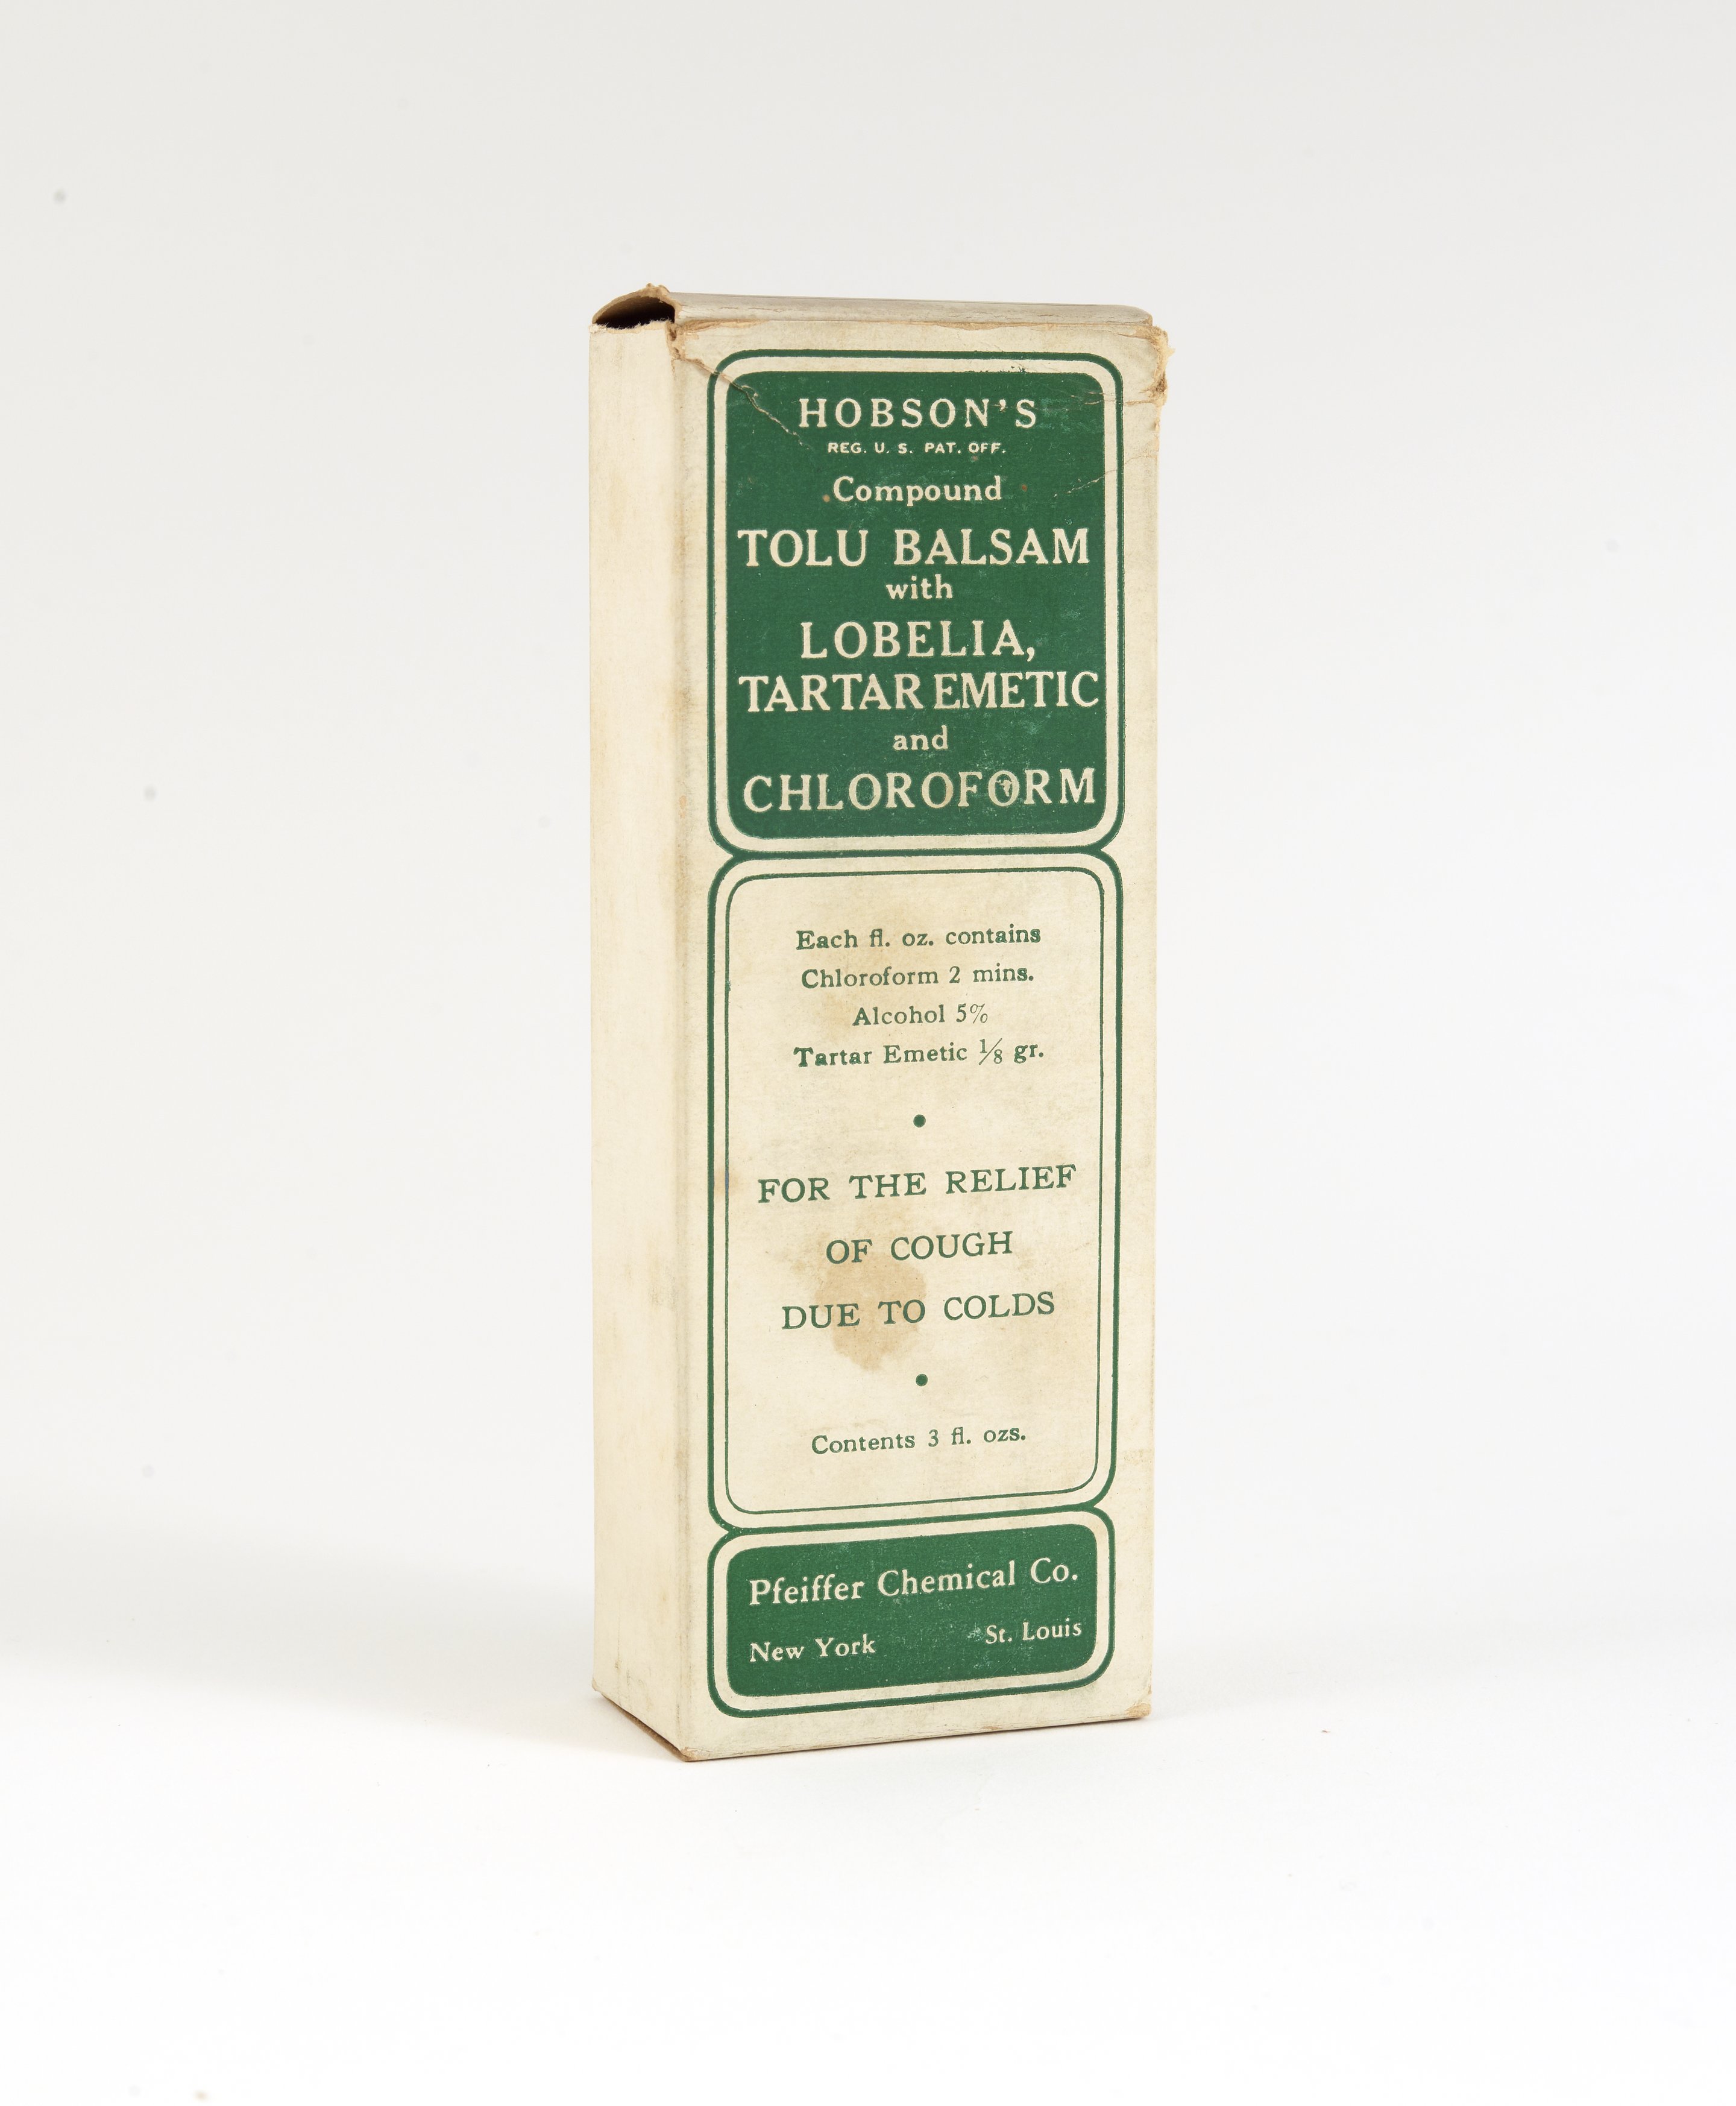 HOBSON'S
REG. U. S. PAT. OFF.
Compound
TOLU BALSAM
with
LOBELIA,
TARTAR EMETIC
and
CHLOROFORM
Each fl. oz. contains
Chloroform 2 mins.
Alcohol 5%
Tartar Emetic ⅛ gr.
FOR THE RELIEF
OF COUGH
DUE TO COLDS
Contents 3 fl. ozs.
Pfeiffer Chemical Co.
New York St. Louis